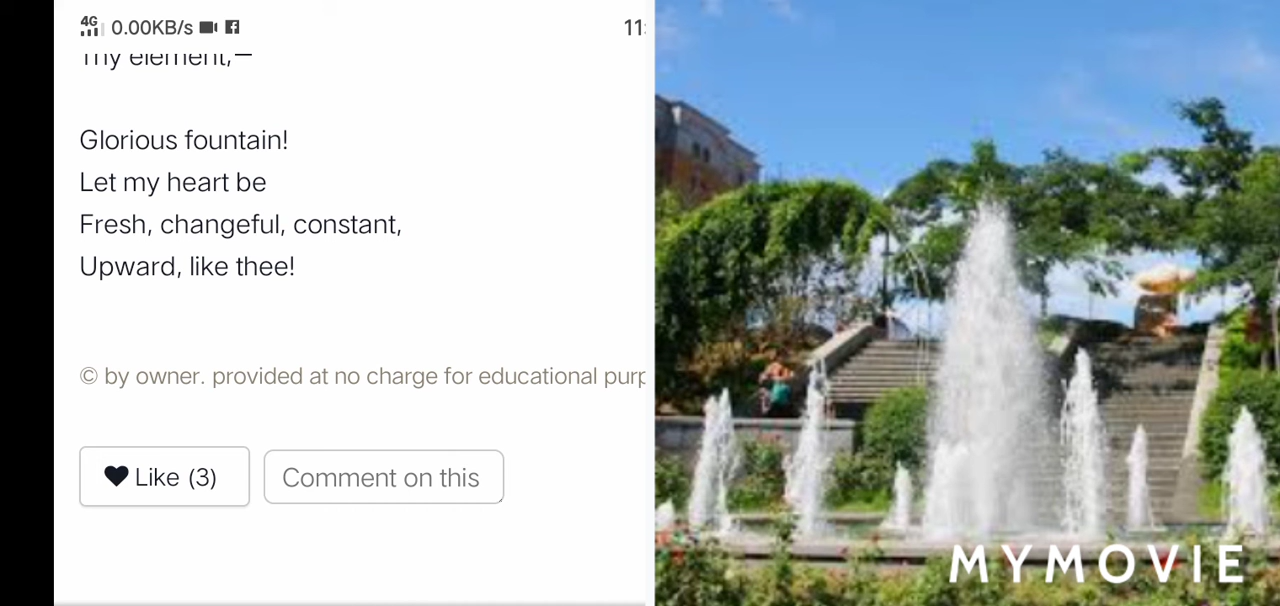 4G 0.00KB/s 11:
Thy element,—
Glorious fountain!
Let my heart be
Fresh, changeful, constant,
Upward, like thee!
© by owner. provided at no charge for educational purp
Like (3)
Comment on this
MYMOVIE